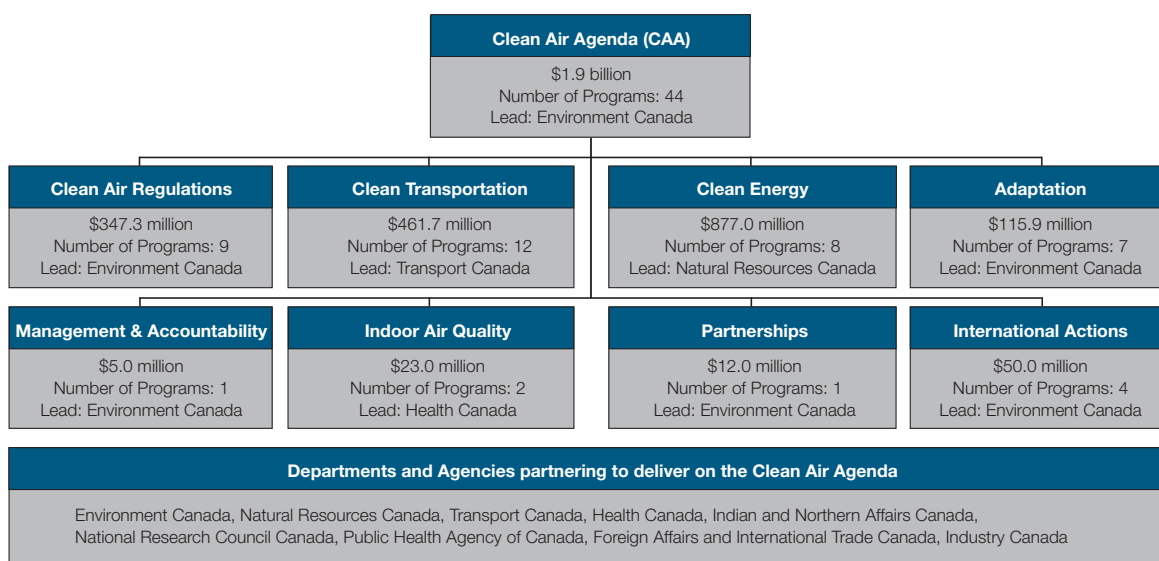 Clean Air Agenda (CAA)
$1.9 billion
Number of Programs: 44
Lead: Environment Canada
Clean Air Regulations
$347.3 million
Number of Programs: 9
Lead: Environment Canada
Clean Transportation
$461.7 million
Number of Programs: 12
Lead: Transport Canada
Clean Energy
$877.0 million
Number of Programs: 8
Lead: Natural Resources Canada
Adaptation
$115.9 million
Number of Programs: 7
Lead: Environment Canada
Management & Accountability
$5.0 million
Number of Programs: 1
Lead: Environment Canada
Indoor Air Quality
$23.0 million
Number of Programs: 2
Lead: Health Canada
Partnerships
$12.0 million
Number of Programs: 1
Lead: Environment Canada
International Actions
$50.0 million
Number of Programs: 4
Lead: Environment Canada
Departments and Agencies partnering to deliver on the Clean Air Agenda
Environment Canada, Natural Resources Canada, Transport Canada, Health Canada, Indian and Northern Affairs Canada,
National Research Council Canada, Public Health Agency of Canada, Foreign Affairs and International Trade Canada, Industry Canada